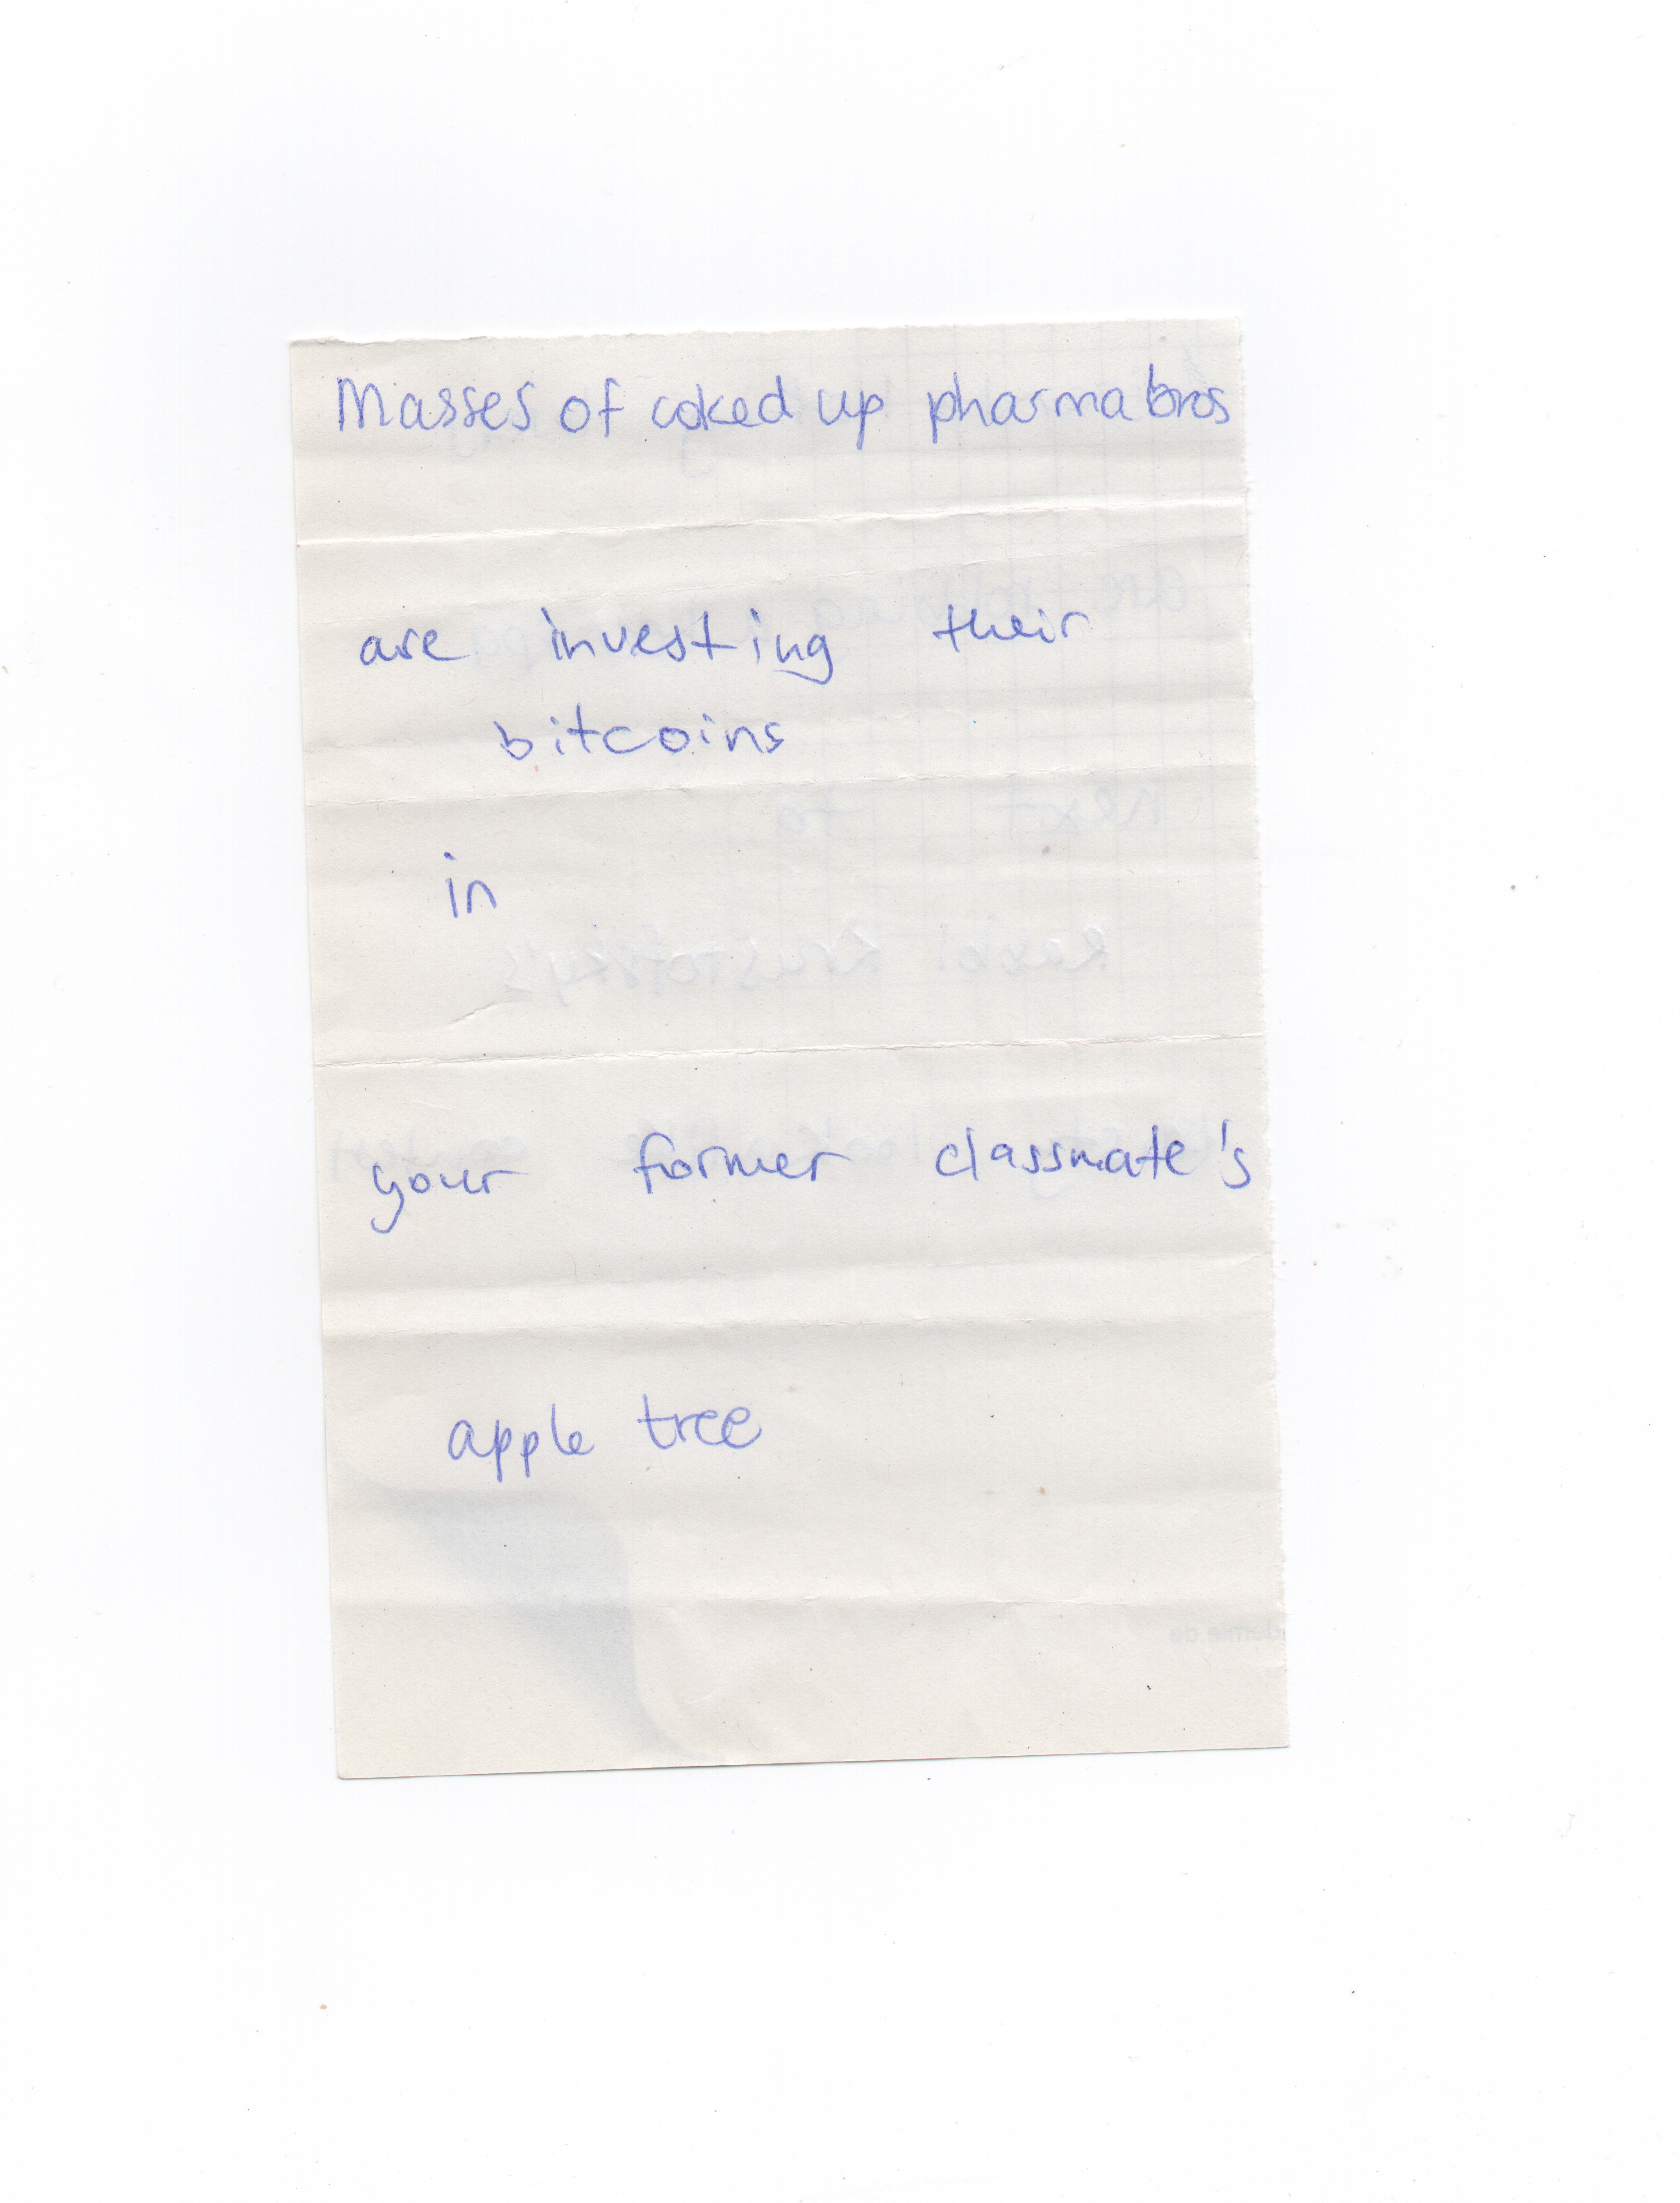 Masses of coked up pharma bros
are investing their
bitcoins
in
your former classmate's
apple tree